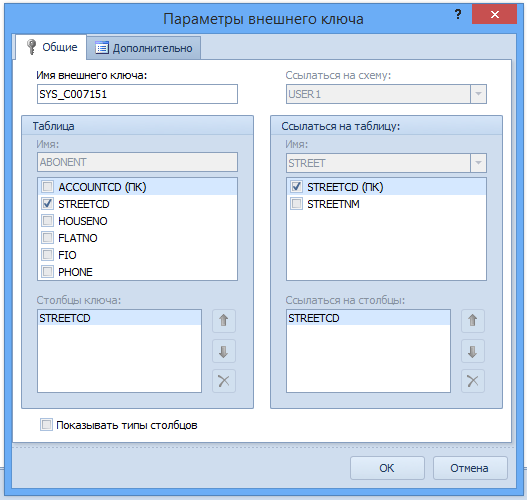 Параметры внешнего ключа
?
Общие
Дополнительно
Имя внешнего ключа:
SYS_C007151
Ссылаться на схему:
USER1
Таблица
Имя:
ABONENT
ACCOUNTCD (ПК)
STREETCD
HOUSENO
FLATNO
FIO
PHONE
Столбцы ключа:
STREETCD
Ссылаться на таблицу:
Имя:
STREET
STREETCD (ПК)
STREETNM
Ссылаться на столбцы:
STREETCD
Показывать типы столбцов
ОК
Отмена